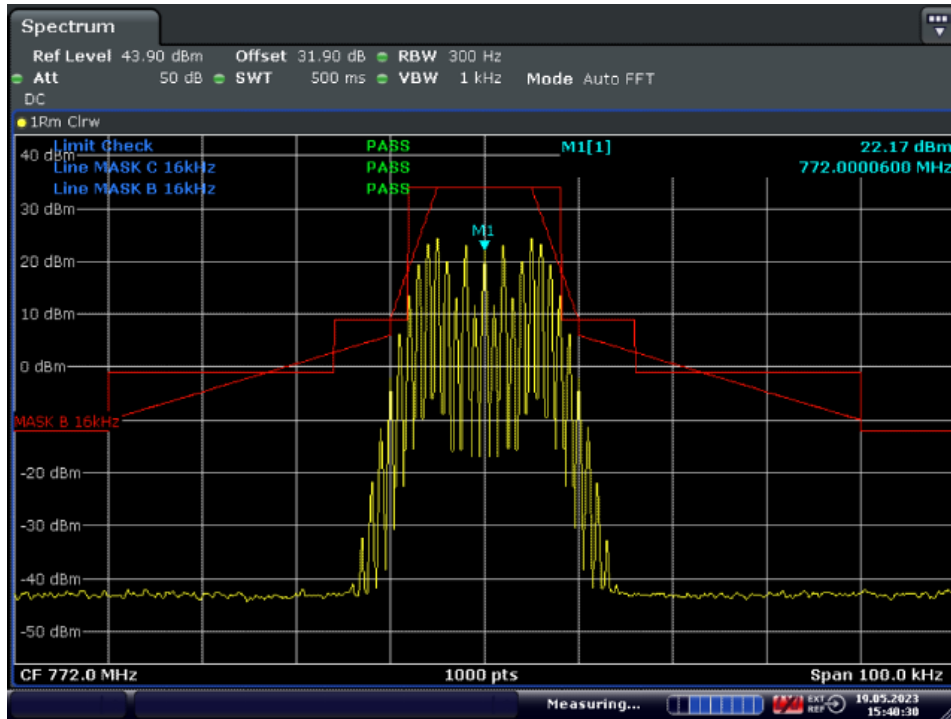 Spectrum
Ref Level 43.90 dBm Offset 31.90 dB RBW 300 Hz
Att 50 dB SWT 500 ms VBW 1 kHz Mode Auto FFT
DC
1Rm Clrw
Limit Check PASS M1[1] 22.17 dBm
40 dBm
Line MASK C 16kHz PASS 772.0000600 MHz
Line MASK B 16kHz PASS
30 dBm
M1
20 dBm
10 dBm
0 dBm
MASK B 16kHz
-20 dBm
-30 dBm
-40 dBm
-50 dBm
CF 772.0 MHz 1000 pts Span 100.0 kHz
Measuring... EXT REF 19.05.2023
15:40:30